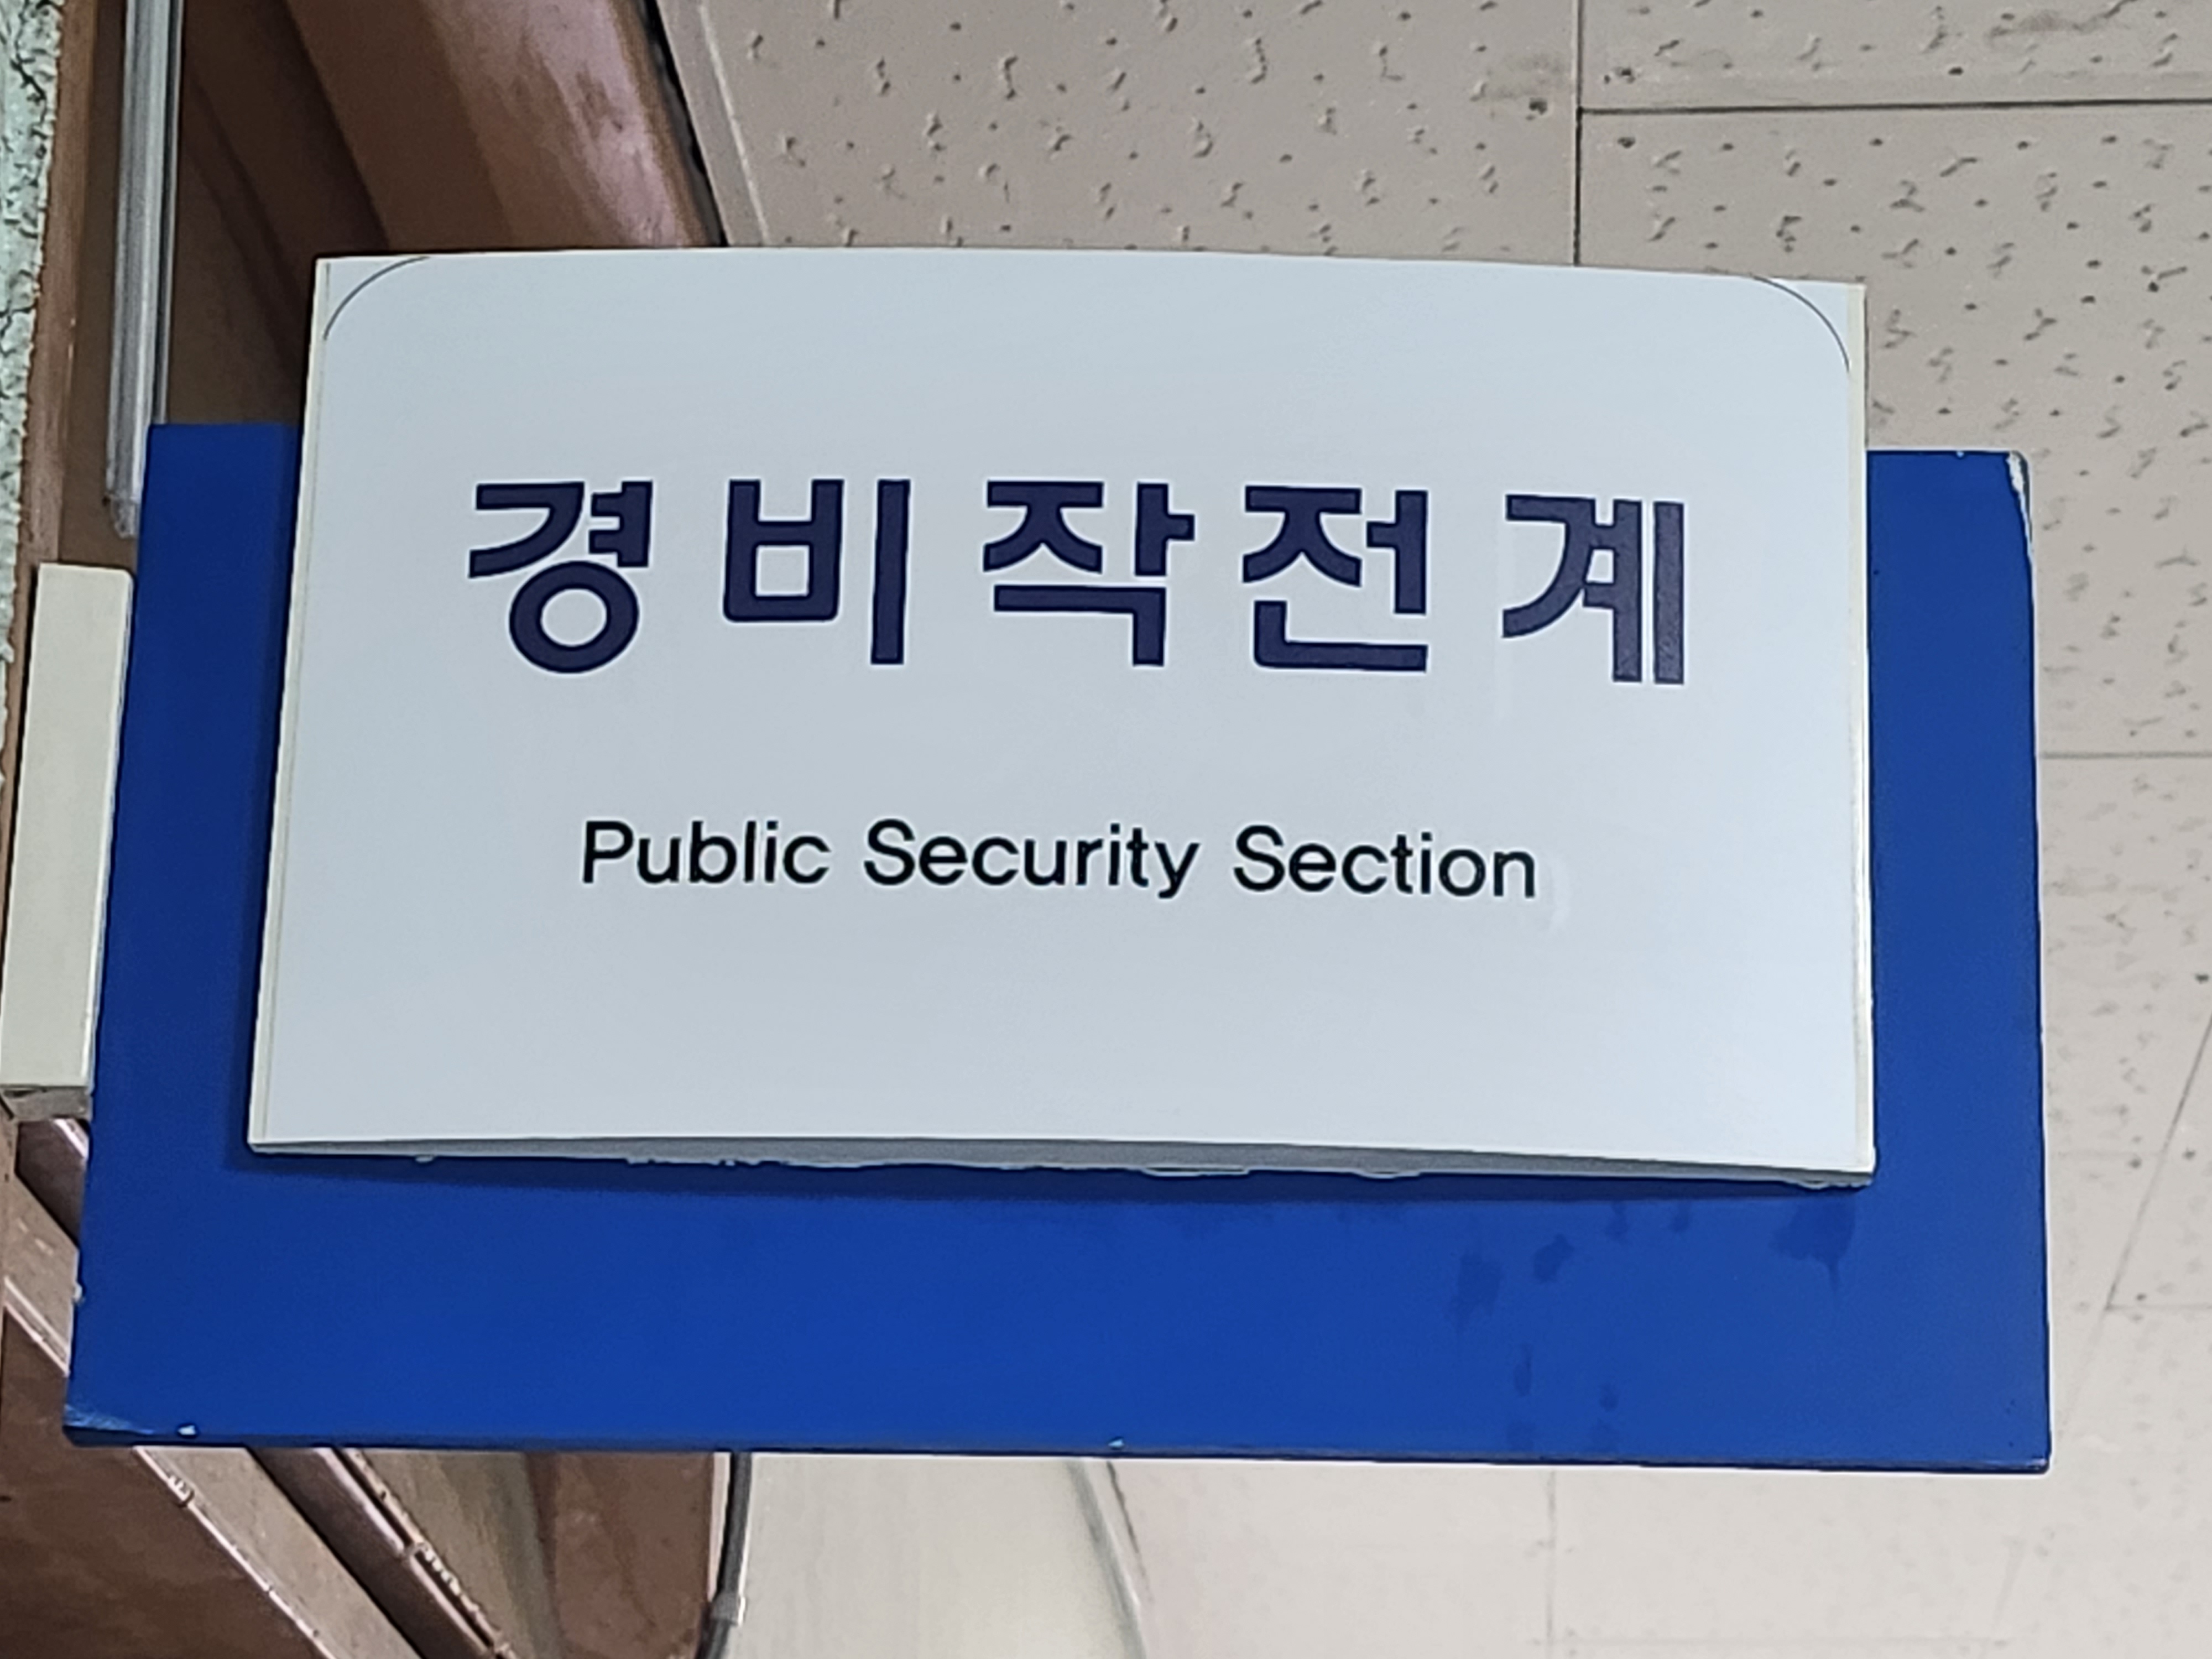 경비작전계
Public Security Section